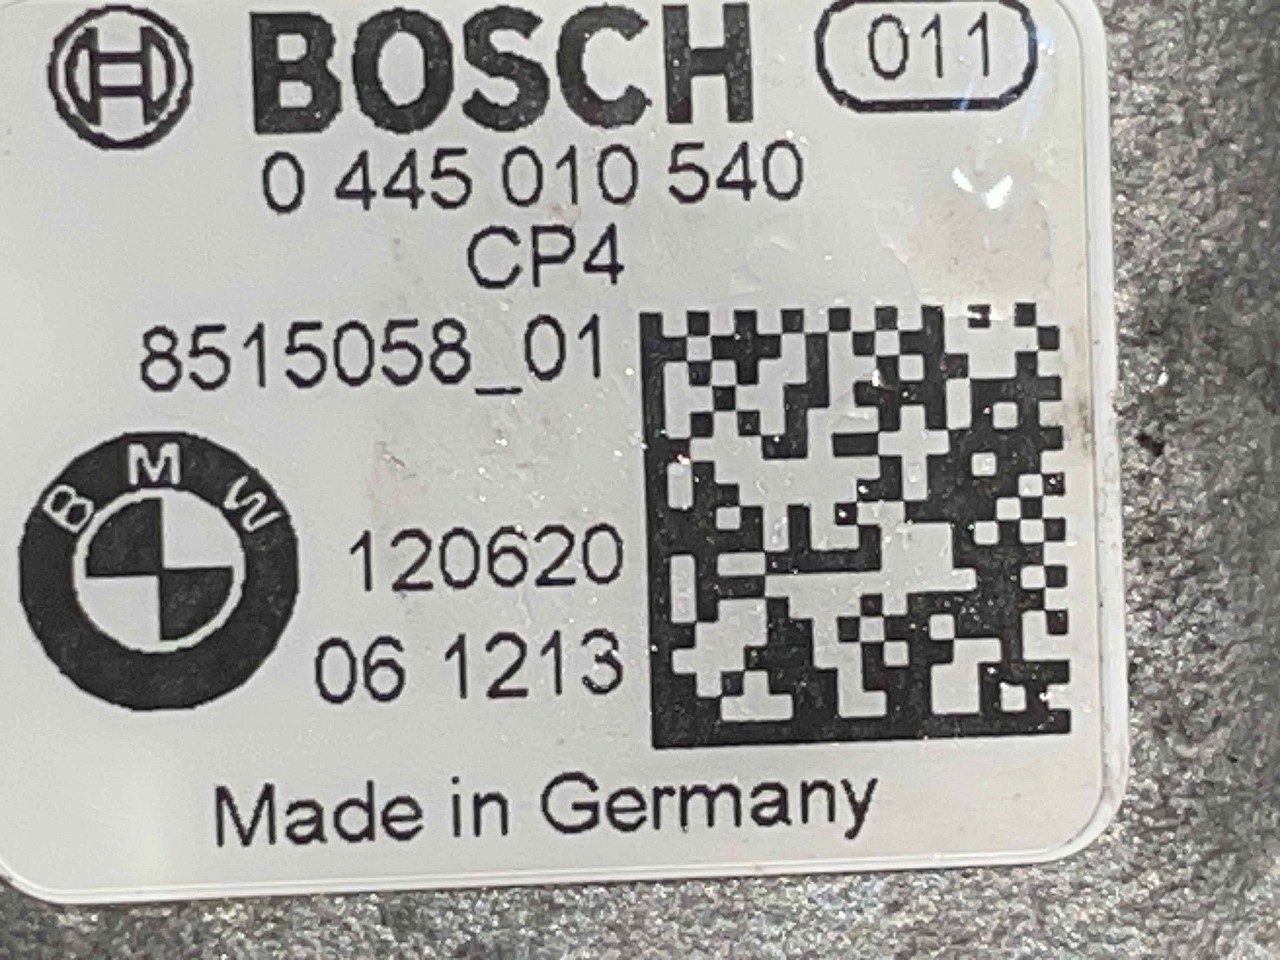 BOSCH 011
0 445 010 540
CP4
8515058_01
BMW
120620
06 1213
Made in Germany